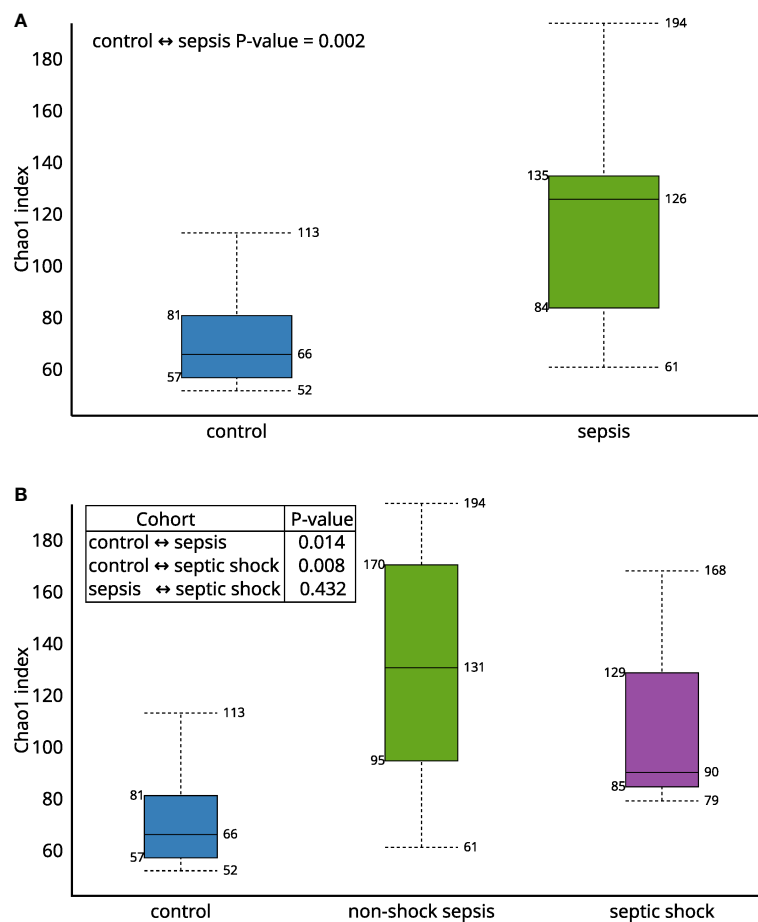 A
control ↔ sepsis P-value = 0.002
194
180
160
140
135
126
120
113
Chao1 index
100
84
81
80
66
61
60
57
52
control
sepsis
B
Cohort P-value
control ↔ sepsis 0.014
control ↔ septic shock 0.008
sepsis ↔ septic shock 0.432
194
180
170
168
160
140
131
129
120
113
Chao1 index
100
95
90
85
81
80
79
66
61
60
57
52
control
non-shock sepsis
septic shock